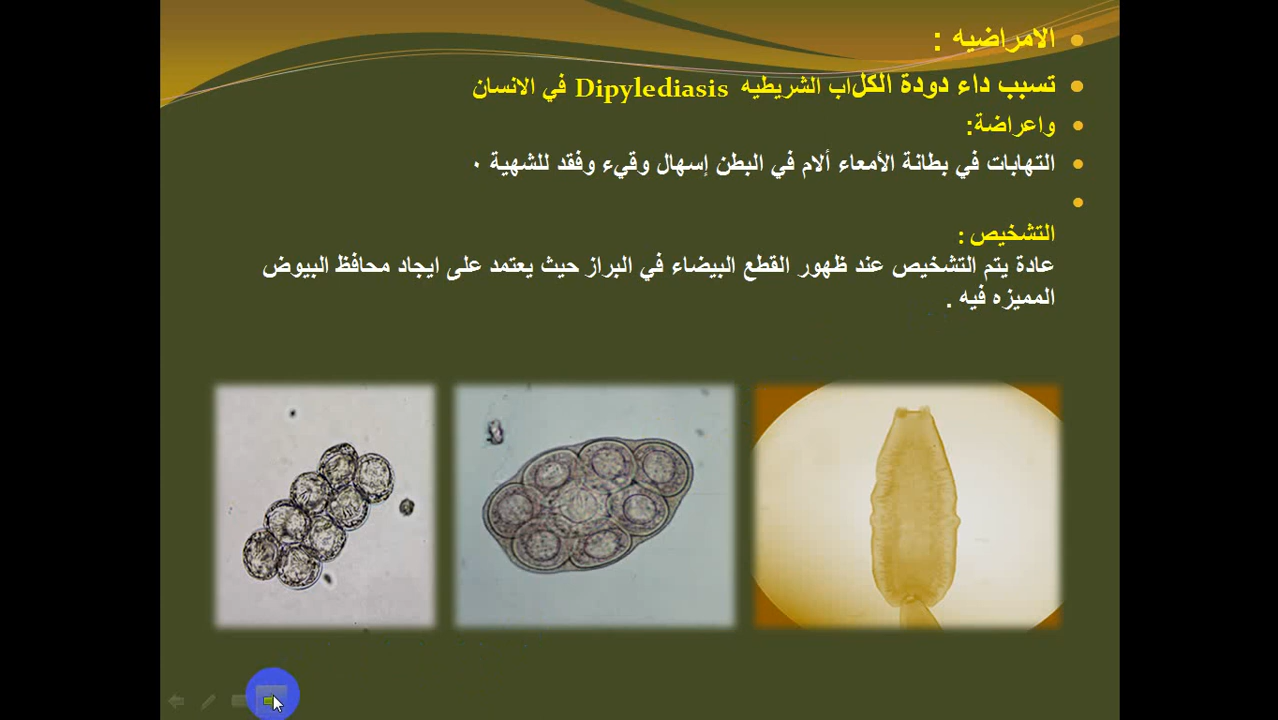 الامراضيه :
تسبب داء دودة الكلاب الشريطيه Dipylediasis في الانسان
واعراضة:
التهابات في بطانة الأمعاء ألام في البطن إسهال وقيء وفقد للشهية ٠
التشخيص :
عادة يتم التشخيص عند ظهور القطع البيضاء في البراز حيث يعتمد على ايجاد محافظ البيوض
المميزه فيه .